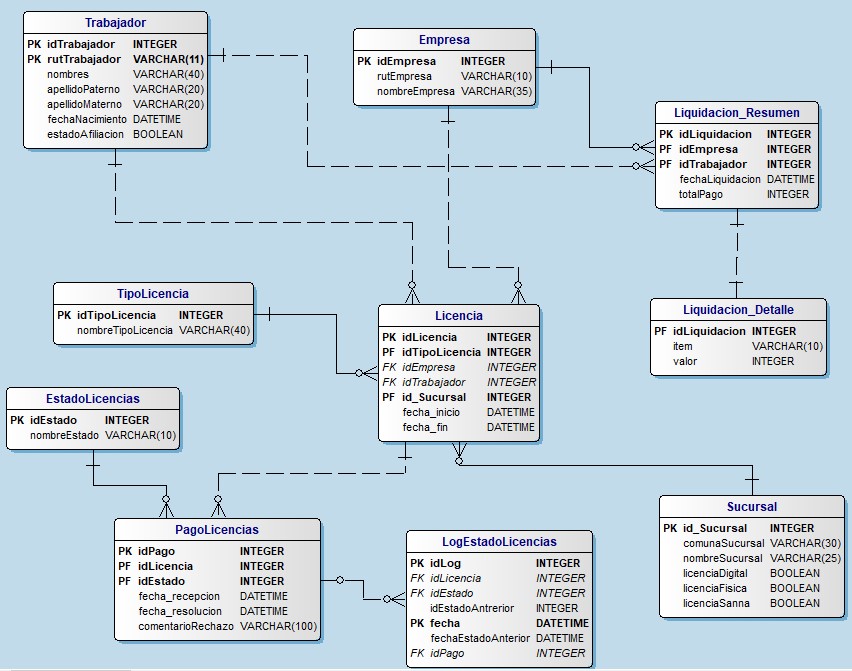 Trabajador
PK idTrabajador INTEGER
PK rutTrabajador VARCHAR(11)
nombres VARCHAR(40)
apellidoPaterno VARCHAR(20)
apellidoMaterno VARCHAR(20)
fechaNacimiento DATETIME
estadoAfiliacion BOOLEAN
Empresa
PK idEmpresa INTEGER
rutEmpresa VARCHAR(10)
nombreEmpresa VARCHAR(35)
Liquidacion_Resumen
PK idLiquidacion INTEGER
PF idEmpresa INTEGER
PF idTrabajador INTEGER
fechaLiquidacion DATETIME
totalPago INTEGER
TipoLicencia
PK idTipoLicencia INTEGER
nombreTipoLicencia VARCHAR(40)
Licencia
PK idLicencia INTEGER
PF idTipoLicencia INTEGER
FK idEmpresa INTEGER
FK idTrabajador INTEGER
PF id_Sucursal INTEGER
fecha_inicio DATETIME
fecha_fin DATETIME
Liquidacion_Detalle
PF idLiquidacion INTEGER
item VARCHAR(10)
valor INTEGER
EstadoLicencias
PK idEstado INTEGER
nombreEstado VARCHAR(10)
PagoLicencias
PK idPago INTEGER
PF idLicencia INTEGER
PF idEstado INTEGER
fecha_recepcion DATETIME
fecha_resolucion DATETIME
comentarioRechazo VARCHAR(100)
LogEstadoLicencias
PK idLog INTEGER
FK idLicencia INTEGER
FK idEstado INTEGER
idEstadoAntrerior INTEGER
PK fecha DATETIME
fechaEstadoAnterior DATETIME
FK idPago INTEGER
Sucursal
PK id_Sucursal INTEGER
comunaSucursal VARCHAR(30)
nombreSucursal VARCHAR(25)
licenciaDigital BOOLEAN
licenciaFisica BOOLEAN
licenciaSanna BOOLEAN